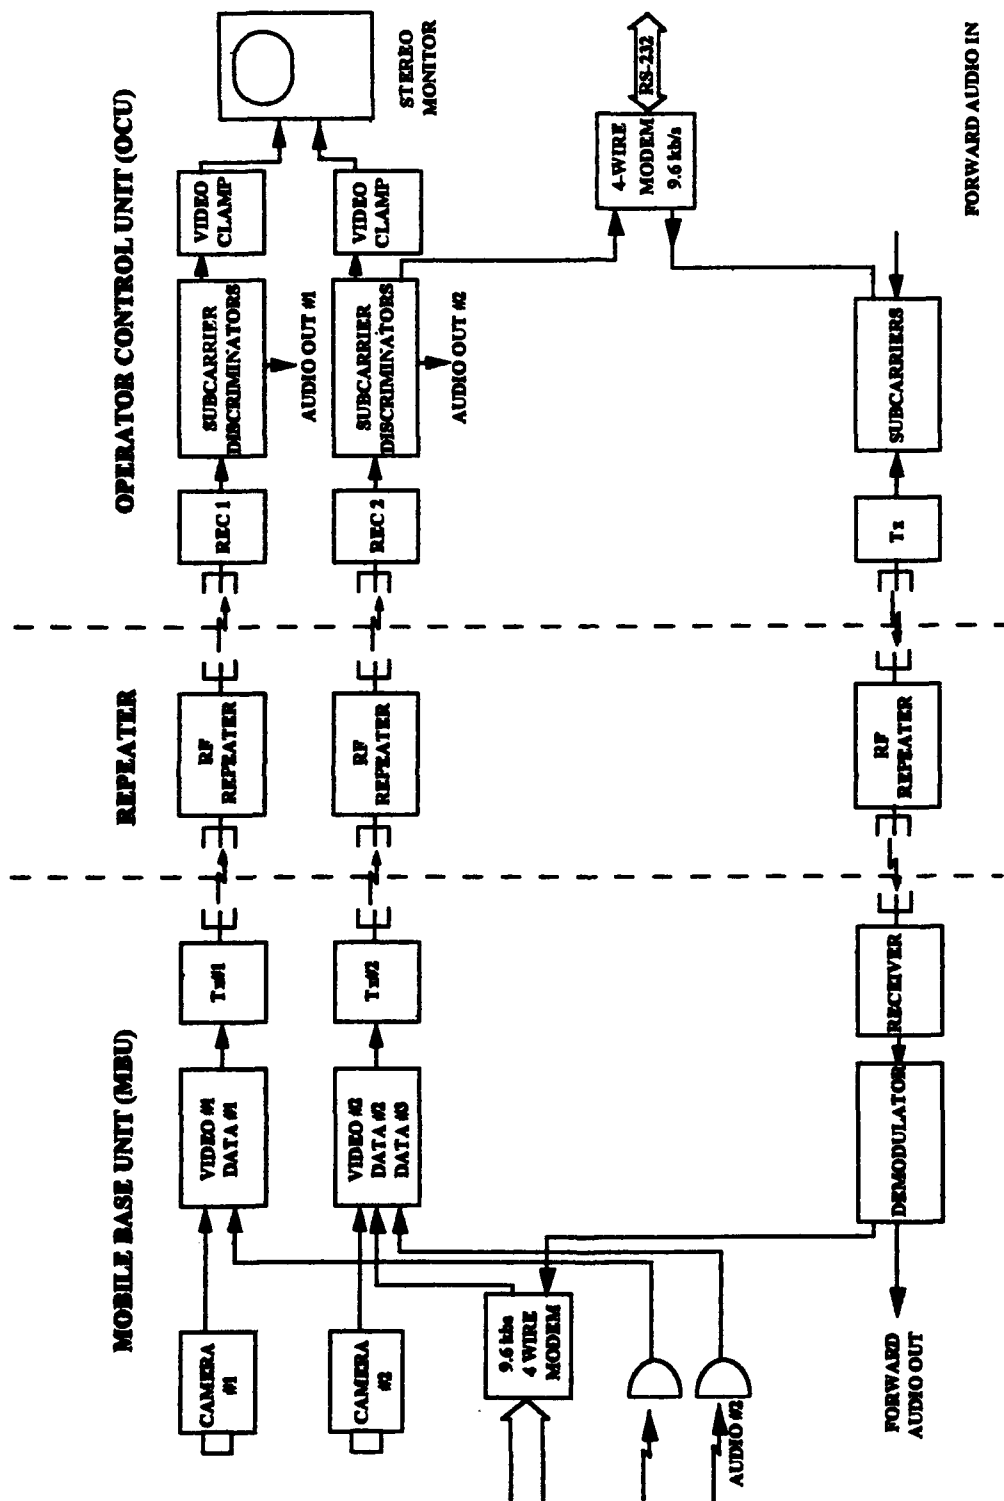 MOBILE BASE UNIT (MBU)
REPEATER
OPERATOR CONTROL UNIT (OCU)
CAMERA
#1
VIDEO #1
DATA #1
Tx#1
RF
REPEATER
REC 1
SUBCARRIER
DISCRIMINATORS
VIDEO
CLAMP
AUDIO OUT #1
STEREO
MONITOR
CAMERA
#2
VIDEO #2
DATA #2
DATA #3
Tx#2
RF
REPEATER
REC 2
SUBCARRIER
DISCRIMINATORS
VIDEO
CLAMP
AUDIO OUT #2
9.6 kbs
4 WIRE
MODEM
4-WIRE
MODEM
9.6 kb/s
RS-232
AUDIO #2
FORWARD
AUDIO OUT
DEMODULATOR
RECEIVER
RF
REPEATER
Tx
SUBCARRIERS
FORWARD AUDIO IN